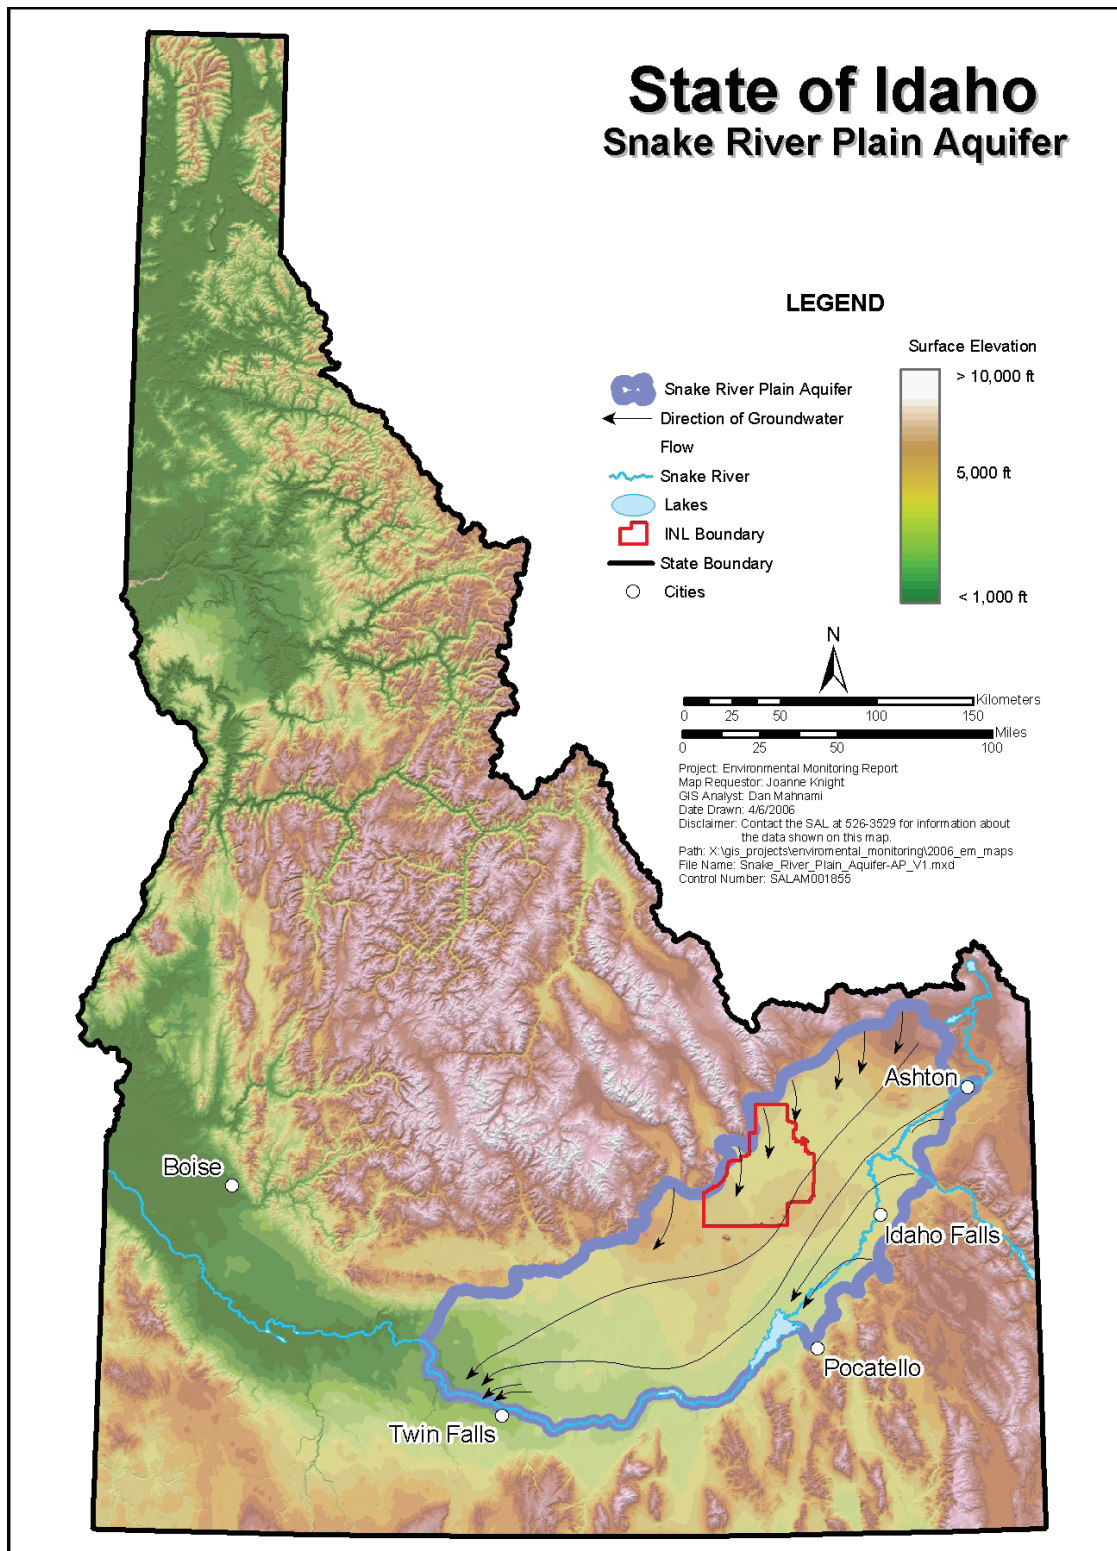 State of Idaho
Snake River Plain Aquifer
LEGEND
Surface Elevation
> 10,000 ft
5,000 ft
< 1,000 ft
Snake River Plain Aquifer
Direction of Groundwater
Flow
Snake River
Lakes
INL Boundary
State Boundary
Cities
N
Kilometers
0 25 50 100 150
Miles
0 25 50 100
Project: Environmental Monitoring Report
Map Requestor: Joanne Knight
GIS Analyst: Dan Mahnami
Date Drawn: 4/6/2006
Disclaimer: Contact the SAL at 526-3529 for information about
the data shown on this map.
Path: X:\gis_projects\enviromental_monitoring\2006_em_maps
File Name: Snake_River_Plain_Aquifer-AP_V1.mxd
Control Number: SALAM001855
Ashton
Boise
Idaho Falls
Pocatello
Twin Falls